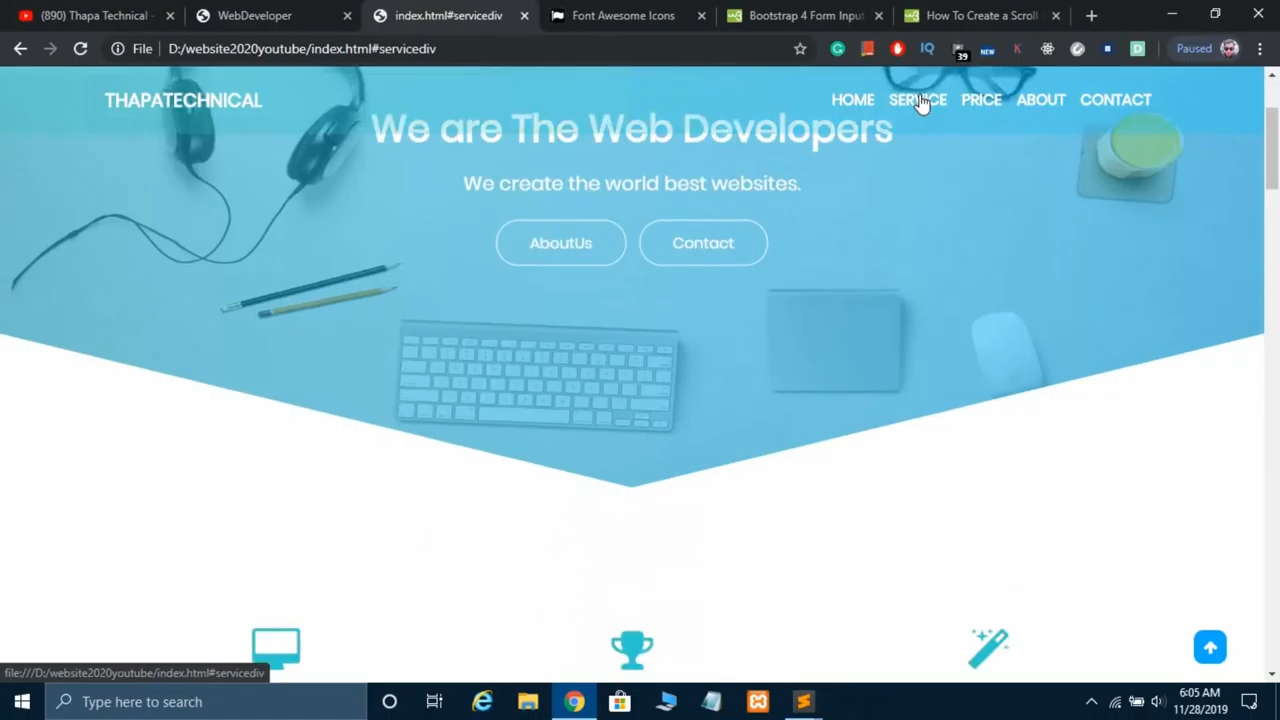 (890) Thapa Technical -
WebDeveloper
index.html#servicediv
Font Awesome Icons
Bootstrap 4 Form Input
How To Create a Scroll
File
D:/website2020youtube/index.html#servicediv
IQ
39
NEW
K
D
Paused
THAPATECHNICAL
HOME SERVICE PRICE ABOUT CONTACT
We are The Web Developers
We create the world best websites.
AboutUs
Contact
file:///D:/website2020youtube/index.html#servicediv
Type here to search
6:05 AM
11/28/2019